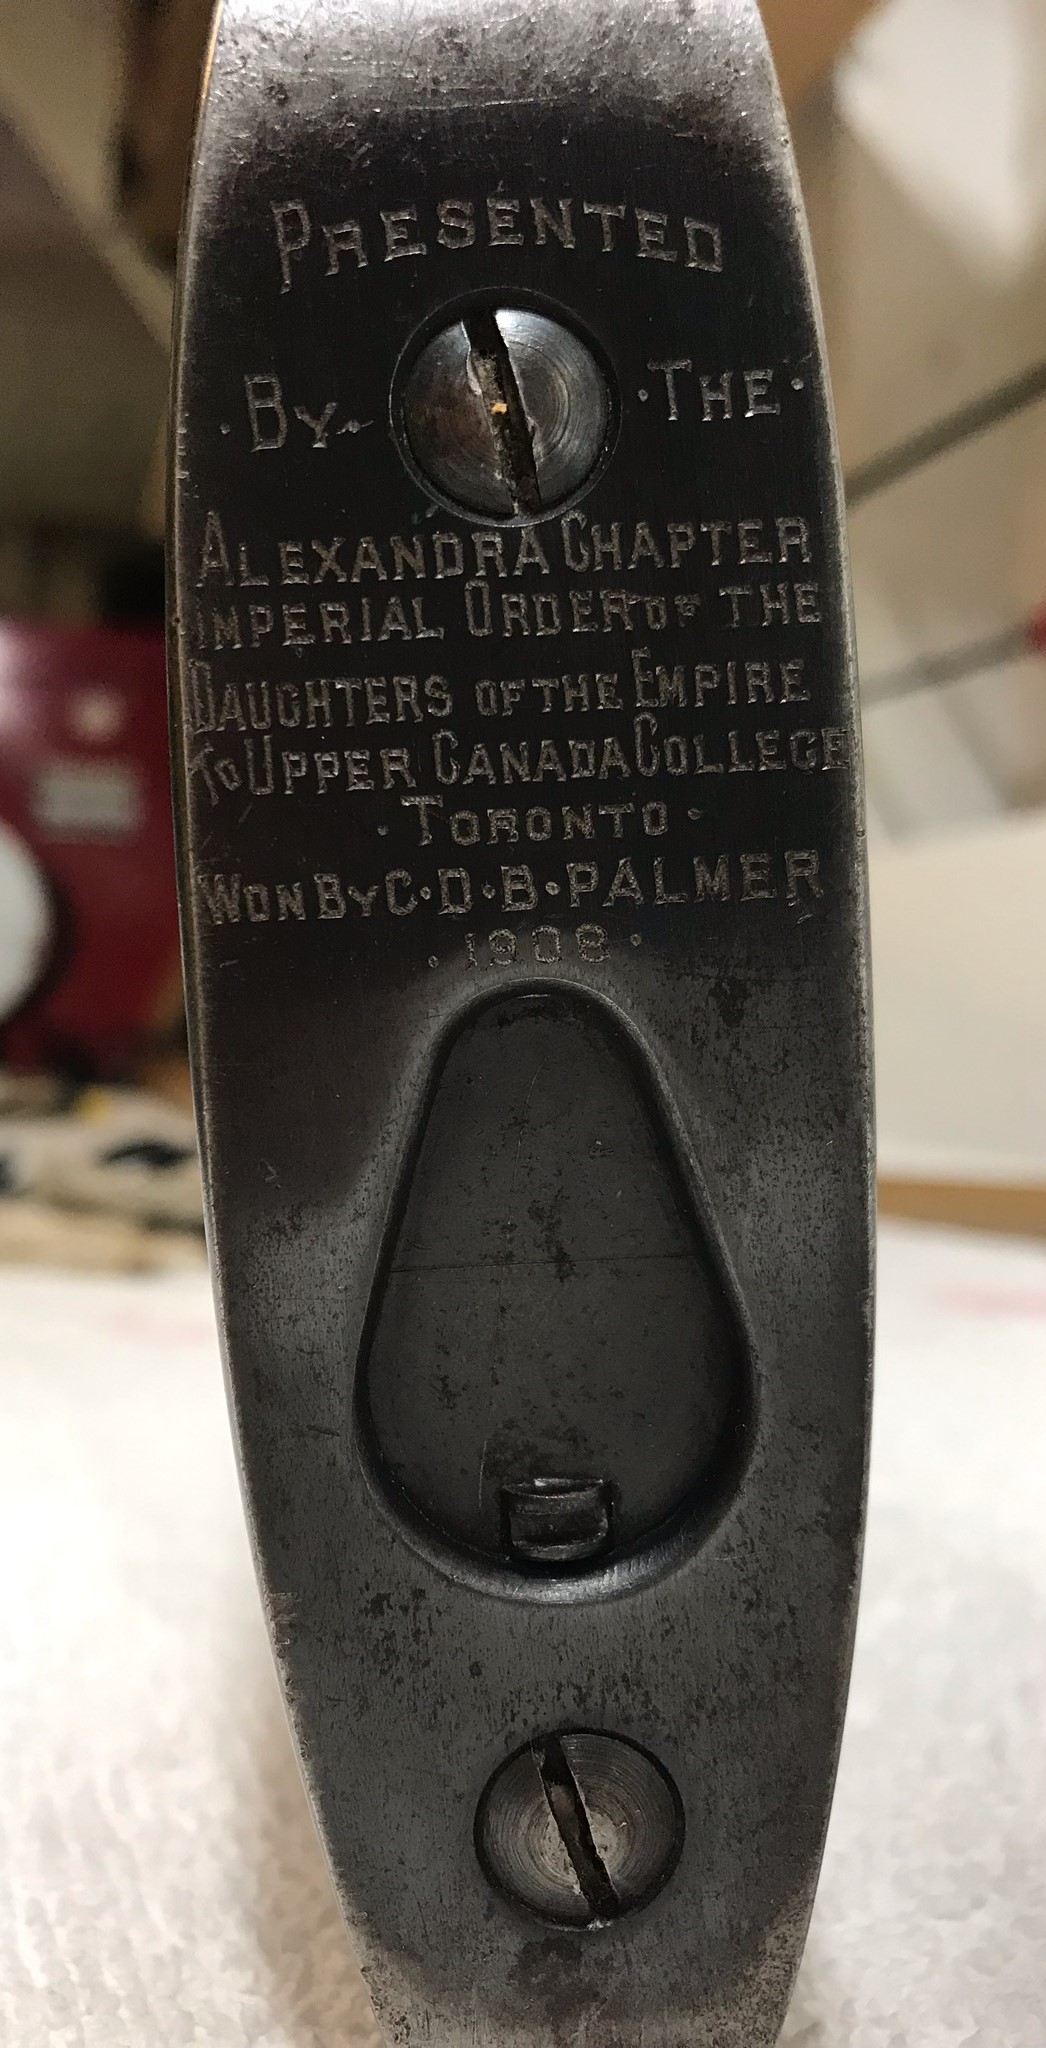 PRESENTED
·BY· ·THE·
ALEXANDRA CHAPTER
IMPERIAL ORDER OF THE
DAUGHTERS OF THE EMPIRE
TO UPPER CANADA COLLEGE
·TORONTO·
WON BY C·D·B·PALMER
·1908·